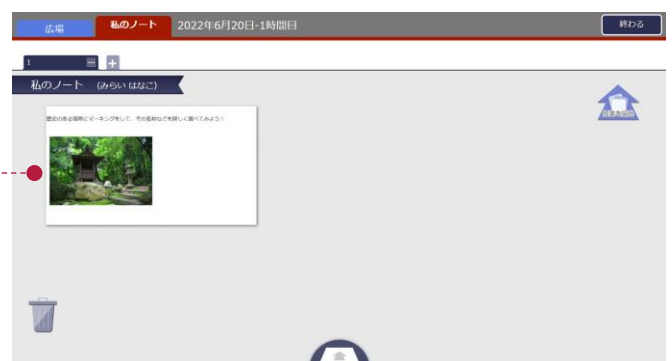 広場
私のノート
2022年6月20日-1時間目
終わる
1
私のノート (みらい はなこ)
歴史のある場所にマーキングをして、その名前などを詳しく調べてみよう！